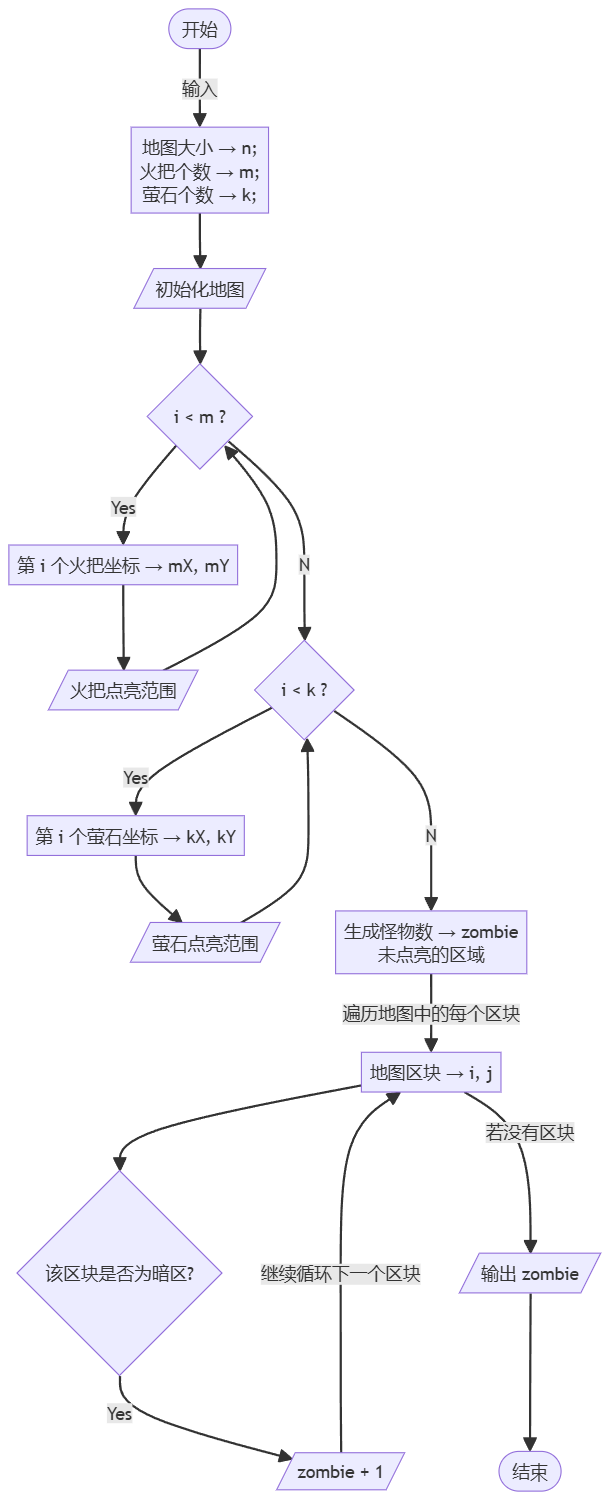 开始
输入
地图大小 → n;
火把个数 → m;
萤石个数 → k;
初始化地图
i < m ?
Yes
第 i 个火把坐标 → mX, mY
N
火把点亮范围
i < k ?
Yes
第 i 个萤石坐标 → kX, kY
N
萤石点亮范围
生成怪物数 → zombie
未点亮的区域
遍历地图中的每个区块
地图区块 → i, j
若没有区块
该区块是否为暗区?
继续循环下一个区块
输出 zombie
Yes
zombie + 1
结束